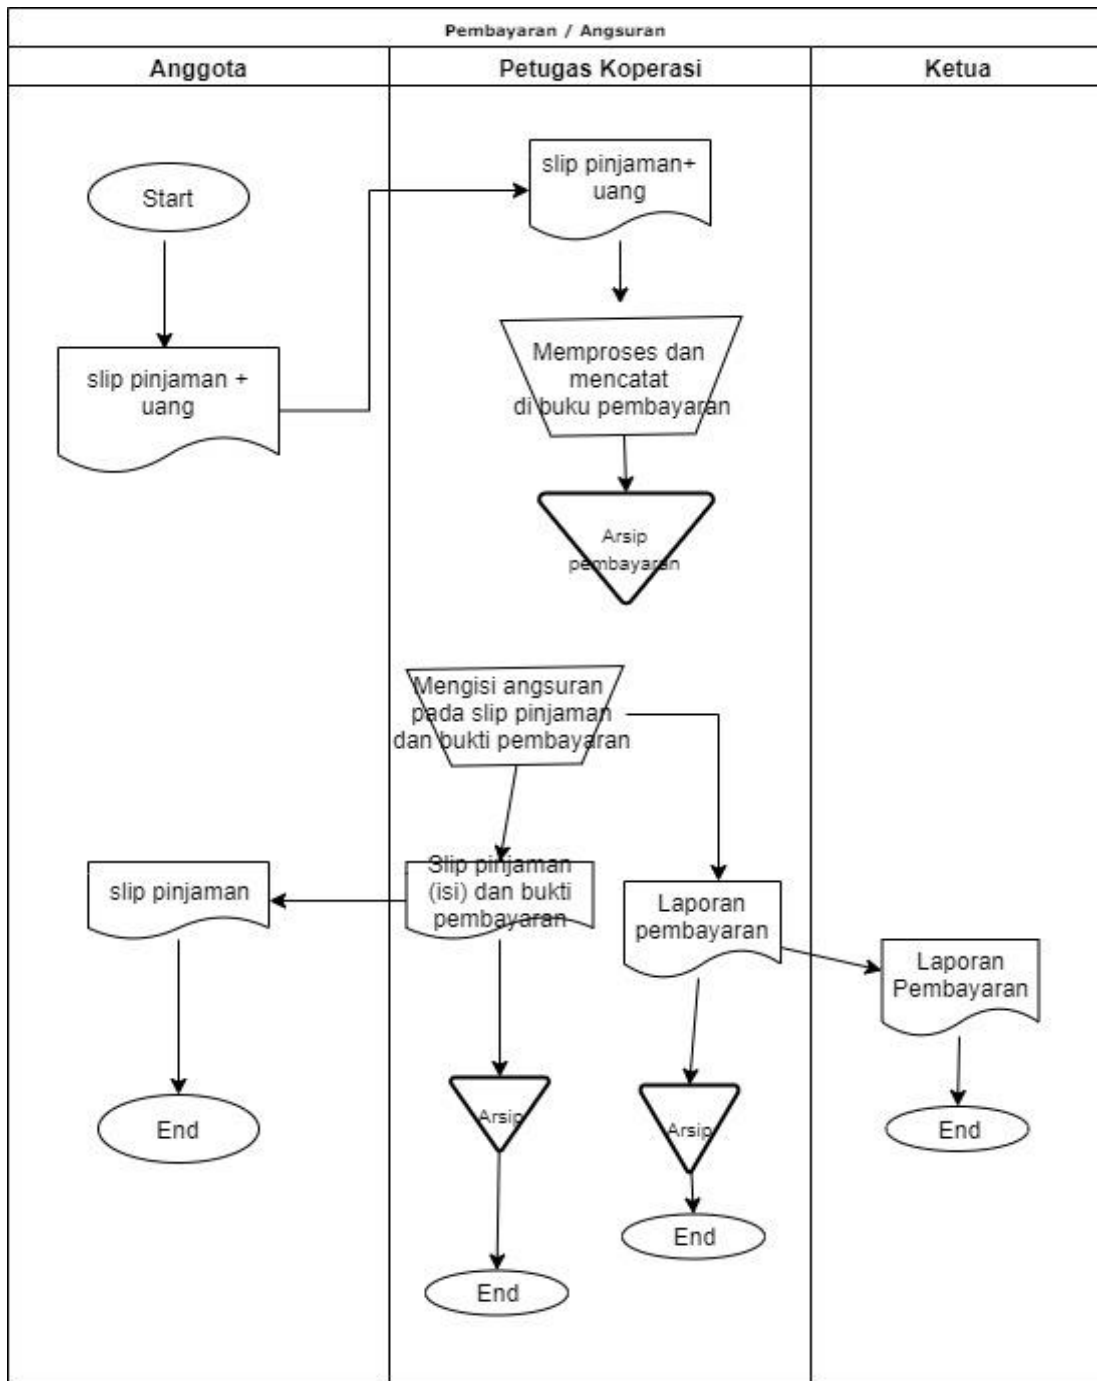 Pembayaran / Angsuran
Anggota
Petugas Koperasi
Ketua
Start
slip pinjaman +
uang
slip pinjaman+
uang
Memproses dan
mencatat
di buku pembayaran
Arsip
pembayaran
Mengisi angsuran
pada slip pinjaman
dan bukti pembayaran
slip pinjaman
Slip pinjaman
(isi) dan bukti
pembayaran
Laporan
pembayaran
Laporan
Pembayaran
End
Arsip
Arsip
End
End
End